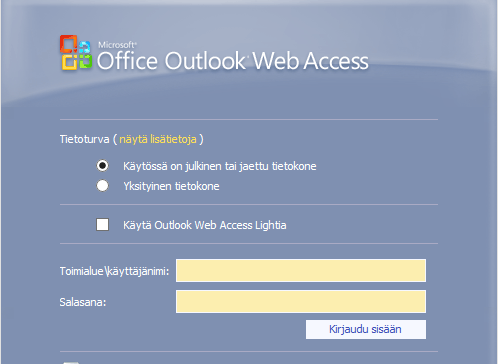 Microsoft®
Office Outlook® Web Access
Tietoturva ( näytä lisätietoja )
Käytössä on julkinen tai jaettu tietokone
Yksityinen tietokone
Käytä Outlook Web Access Lightia
Toimialue\käyttäjänimi:
Salasana:
Kirjaudu sisään